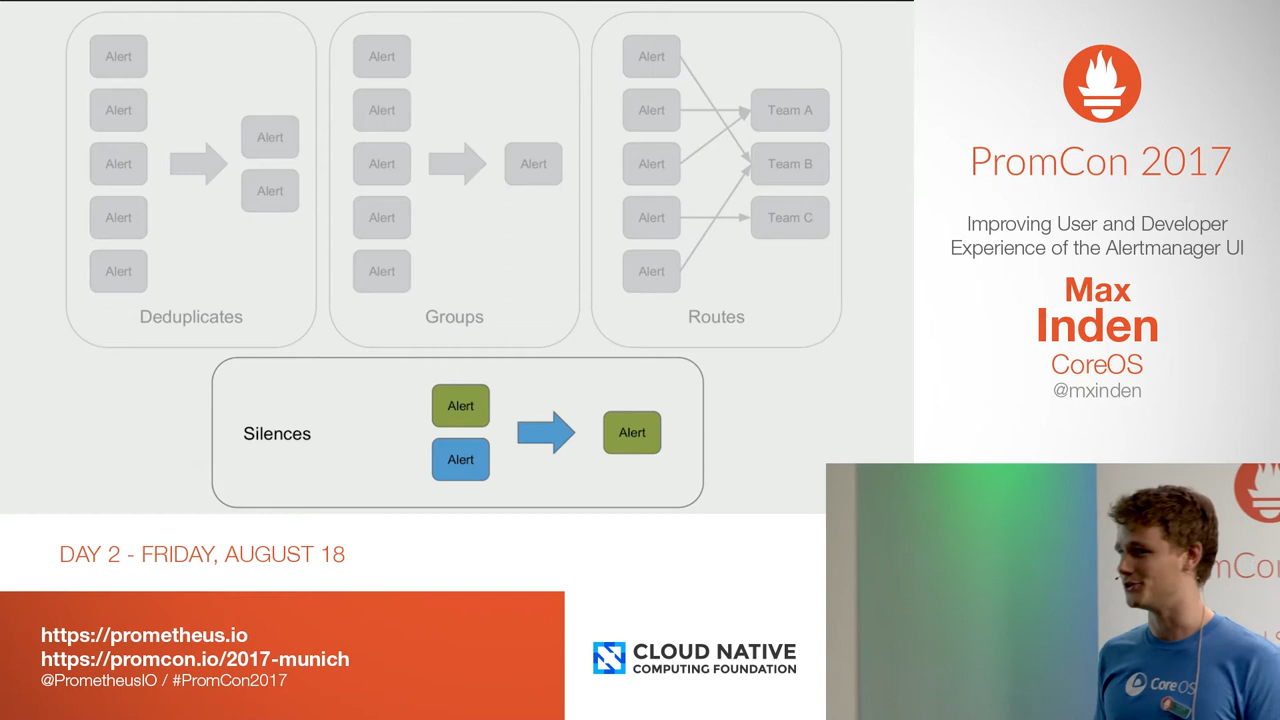 Alert
Alert
Alert
Alert
Alert
Alert
Alert
Deduplicates
Alert
Alert
Alert
Alert
Alert
Alert
Groups
Alert
Alert
Alert
Alert
Alert
Team A
Team B
Team C
Routes
Silences
Alert
Alert
Alert
PromCon 2017
Improving User and Developer
Experience of the Alertmanager UI
Max
Inden
CoreOS
@mxinden
DAY 2 - FRIDAY, AUGUST 18
https://prometheus.io
https://promcon.io/2017-munich
@PrometheusIO / #PromCon2017
CLOUD NATIVE
COMPUTING FOUNDATION
CoreOS